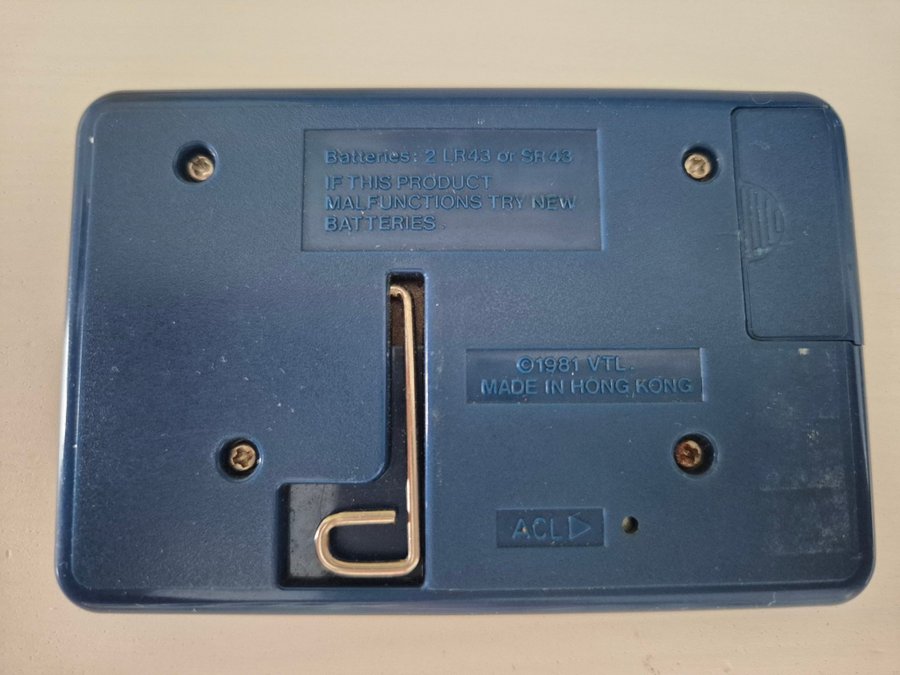 Batteries: 2 LR43 or SR43
IF THIS PRODUCT
MALFUNCTIONS TRY NEW
BATTERIES.
©1981 VTL.
MADE IN HONG KONG
ACL▷